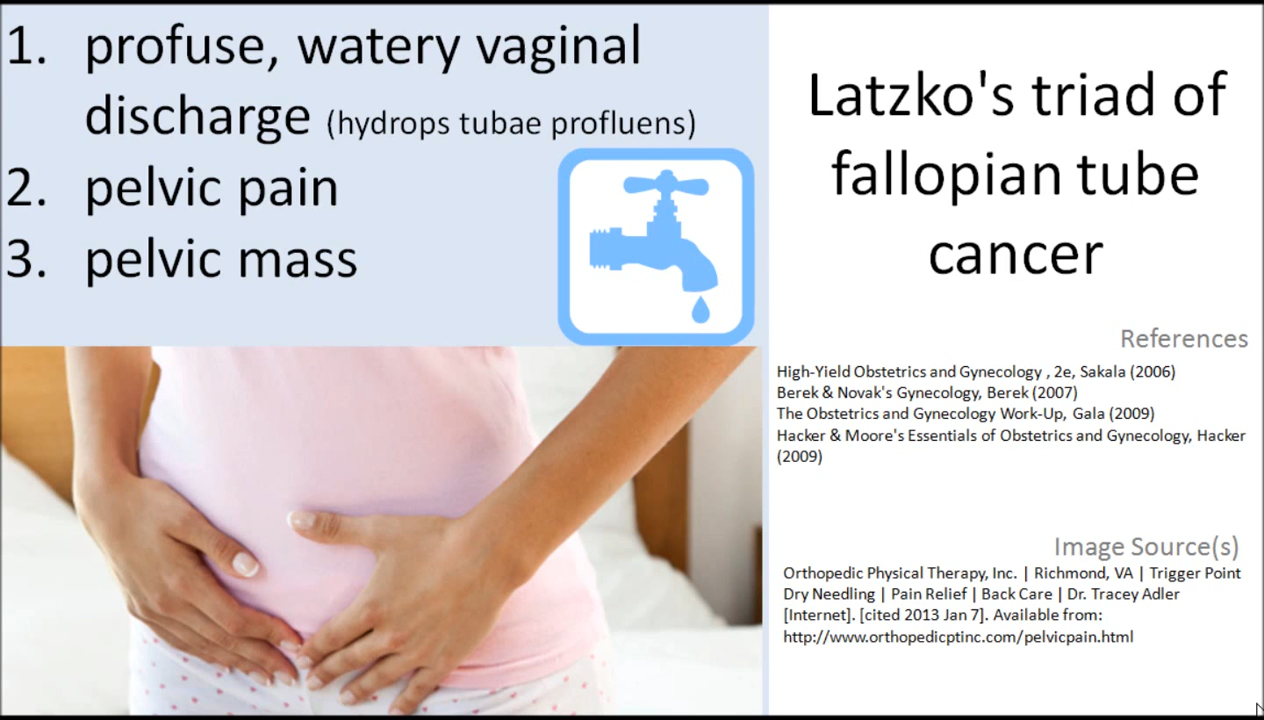 1. profuse, watery vaginal
discharge (hydrops tubae profluens)
2. pelvic pain
3. pelvic mass
Latzko's triad of
fallopian tube
cancer
References
High-Yield Obstetrics and Gynecology , 2e, Sakala (2006)
Berek & Novak's Gynecology, Berek (2007)
The Obstetrics and Gynecology Work-Up, Gala (2009)
Hacker & Moore's Essentials of Obstetrics and Gynecology, Hacker
(2009)
Image Source(s)
Orthopedic Physical Therapy, Inc. | Richmond, VA | Trigger Point
Dry Needling | Pain Relief | Back Care | Dr. Tracey Adler
[Internet]. [cited 2013 Jan 7]. Available from:
http://www.orthopedicptinc.com/pelvicpain.html